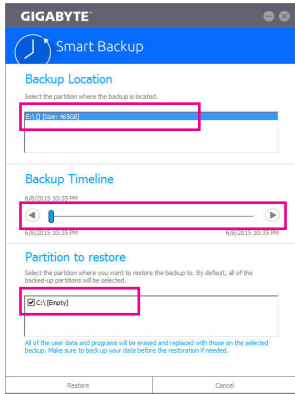 GIGABYTE™
Smart Backup
Backup Location
Select the partition where the backup is located.
E:\ [] [Size: 465GB]
Backup Timeline
6/8/2015 10:35 PM
6/8/2015 10:35 PM 6/8/2015 10:35 PM
Partition to restore
Select the partition where you want to restore the backup to. By default, all of the
backed-up partitions will be selected.
C:\ [Empty]
All of the user data and programs will be erased and replaced with those on the selected
backup. Make sure to back up your data before the restoration if needed.
Restore Cancel